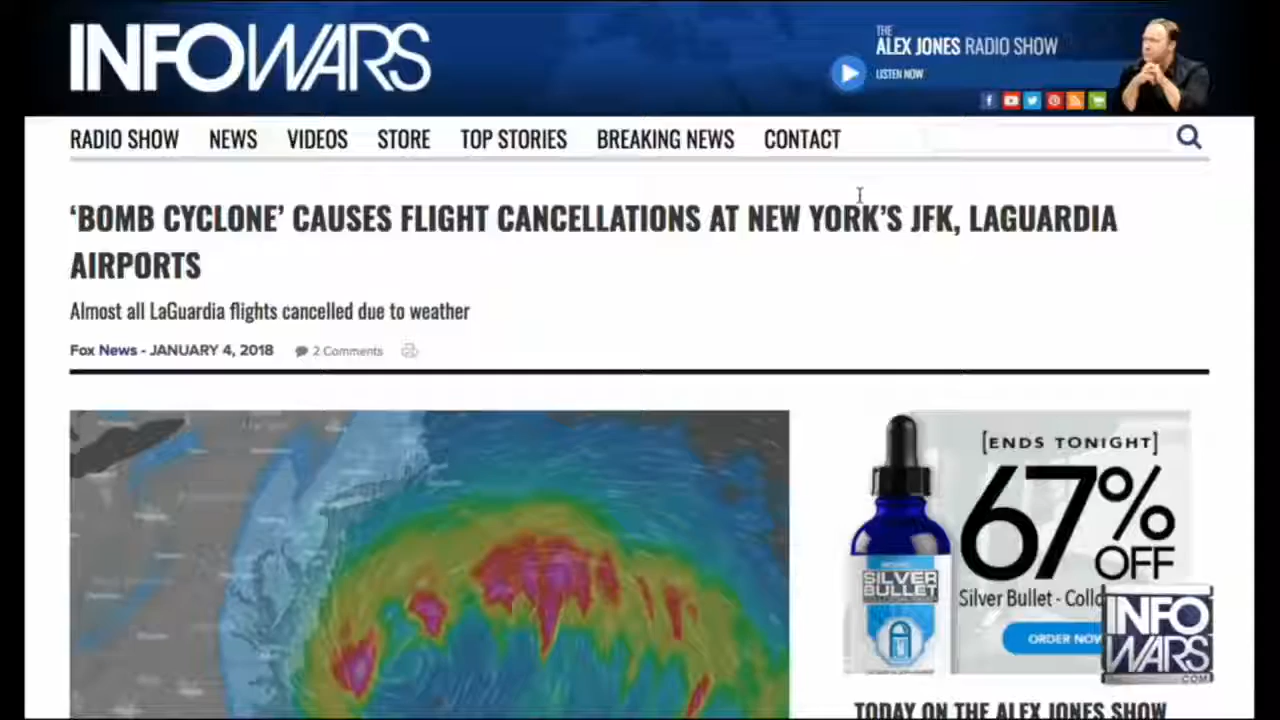 INFOWARS
THE
ALEX JONES RADIO SHOW
LISTEN NOW
RADIO SHOW NEWS VIDEOS STORE TOP STORIES BREAKING NEWS CONTACT
‘BOMB CYCLONE’ CAUSES FLIGHT CANCELLATIONS AT NEW YORK’S JFK, LAGUARDIA
AIRPORTS
Almost all LaGuardia flights cancelled due to weather
Fox News - JANUARY 4, 2018 2 Comments
[ENDS TONIGHT]
67%
OFF
SILVER
BULLET
Silver Bullet -
ORDER NOW
INFO
WARS
.COM
TODAY ON THE ALEX JONES SHOW